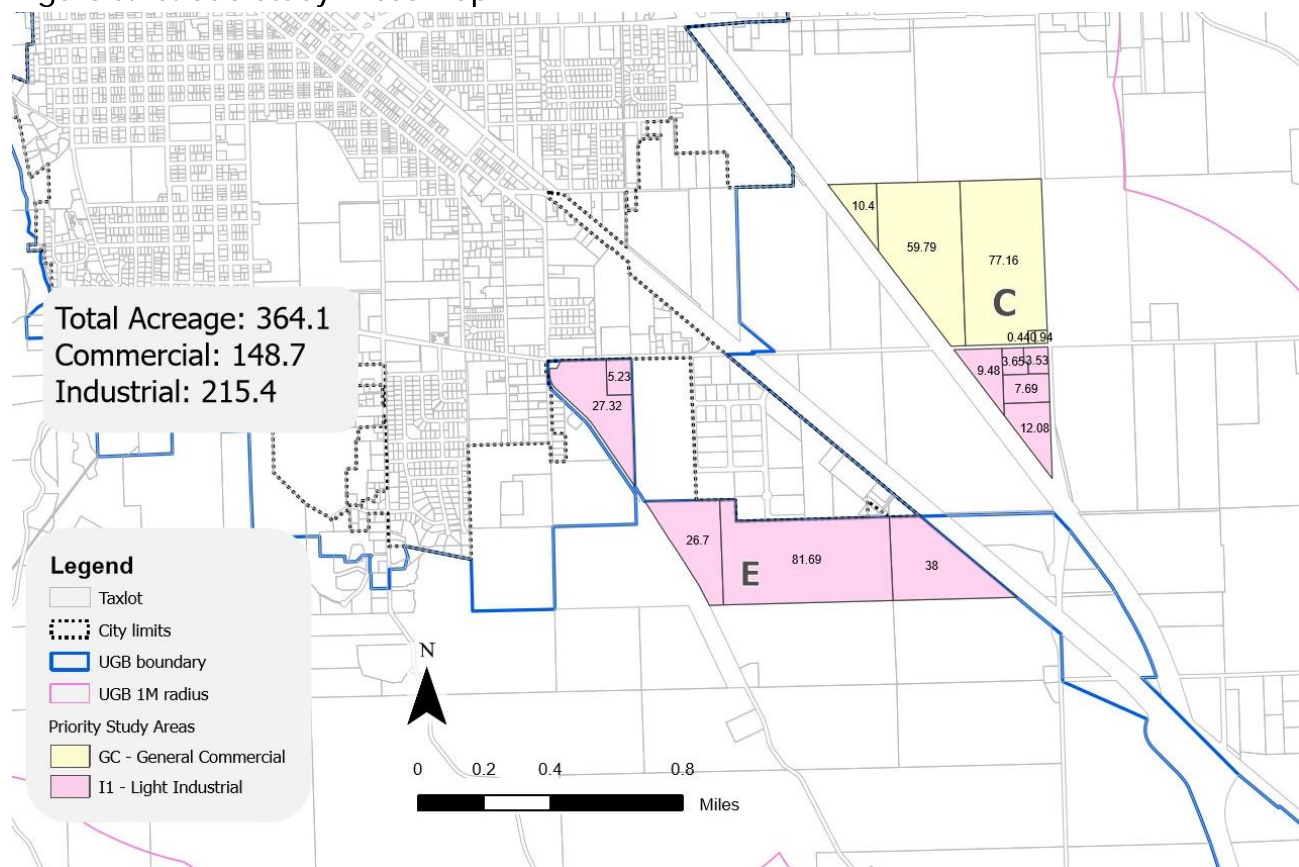 10.4
59.79
77.16
C
0.44
0.94
9.48
3.65
3.53
7.69
12.08
Total Acreage: 364.1
Commercial: 148.7
Industrial: 215.4
5.23
27.32
26.7
E
81.69
38
Legend
Taxlot
City limits
UGB boundary
UGB 1M radius
Priority Study Areas
GC - General Commercial
I1 - Light Industrial
N
0 0.2 0.4 0.8
Miles